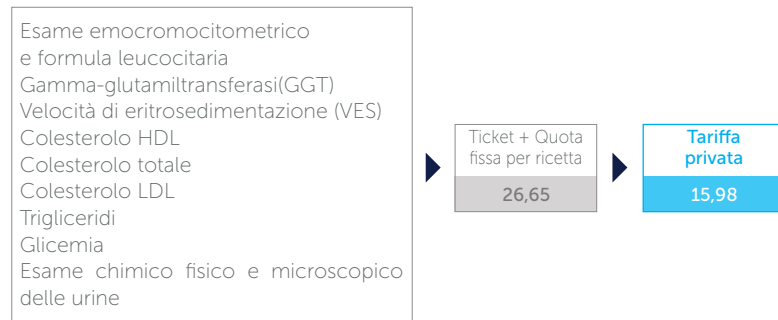 Esame emocromocitometrico
e formula leucocitaria
Gamma-glutamiltransferasi(GGT)
Velocità di eritrosedimentazione (VES)
Colesterolo HDL
Colesterolo totale
Colesterolo LDL
Trigliceridi
Glicemia
Esame chimico fisico e microscopico
delle urine
Ticket + Quota
fissa per ricetta
26,65
Tariffa
privata
15,98